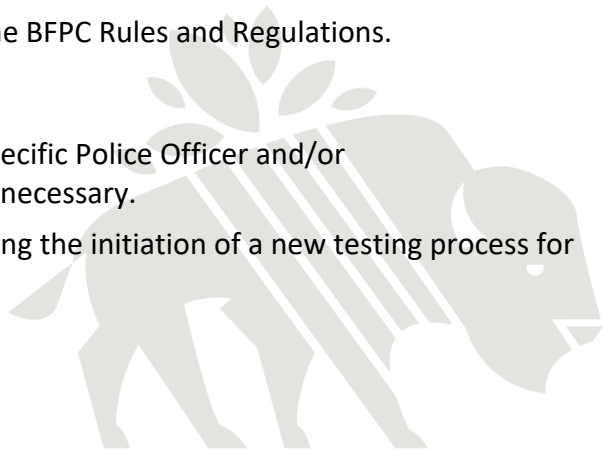 he BFPC Rules and Regulations.
ecific Police Officer and/or
necessary.
ng the initiation of a new testing process for